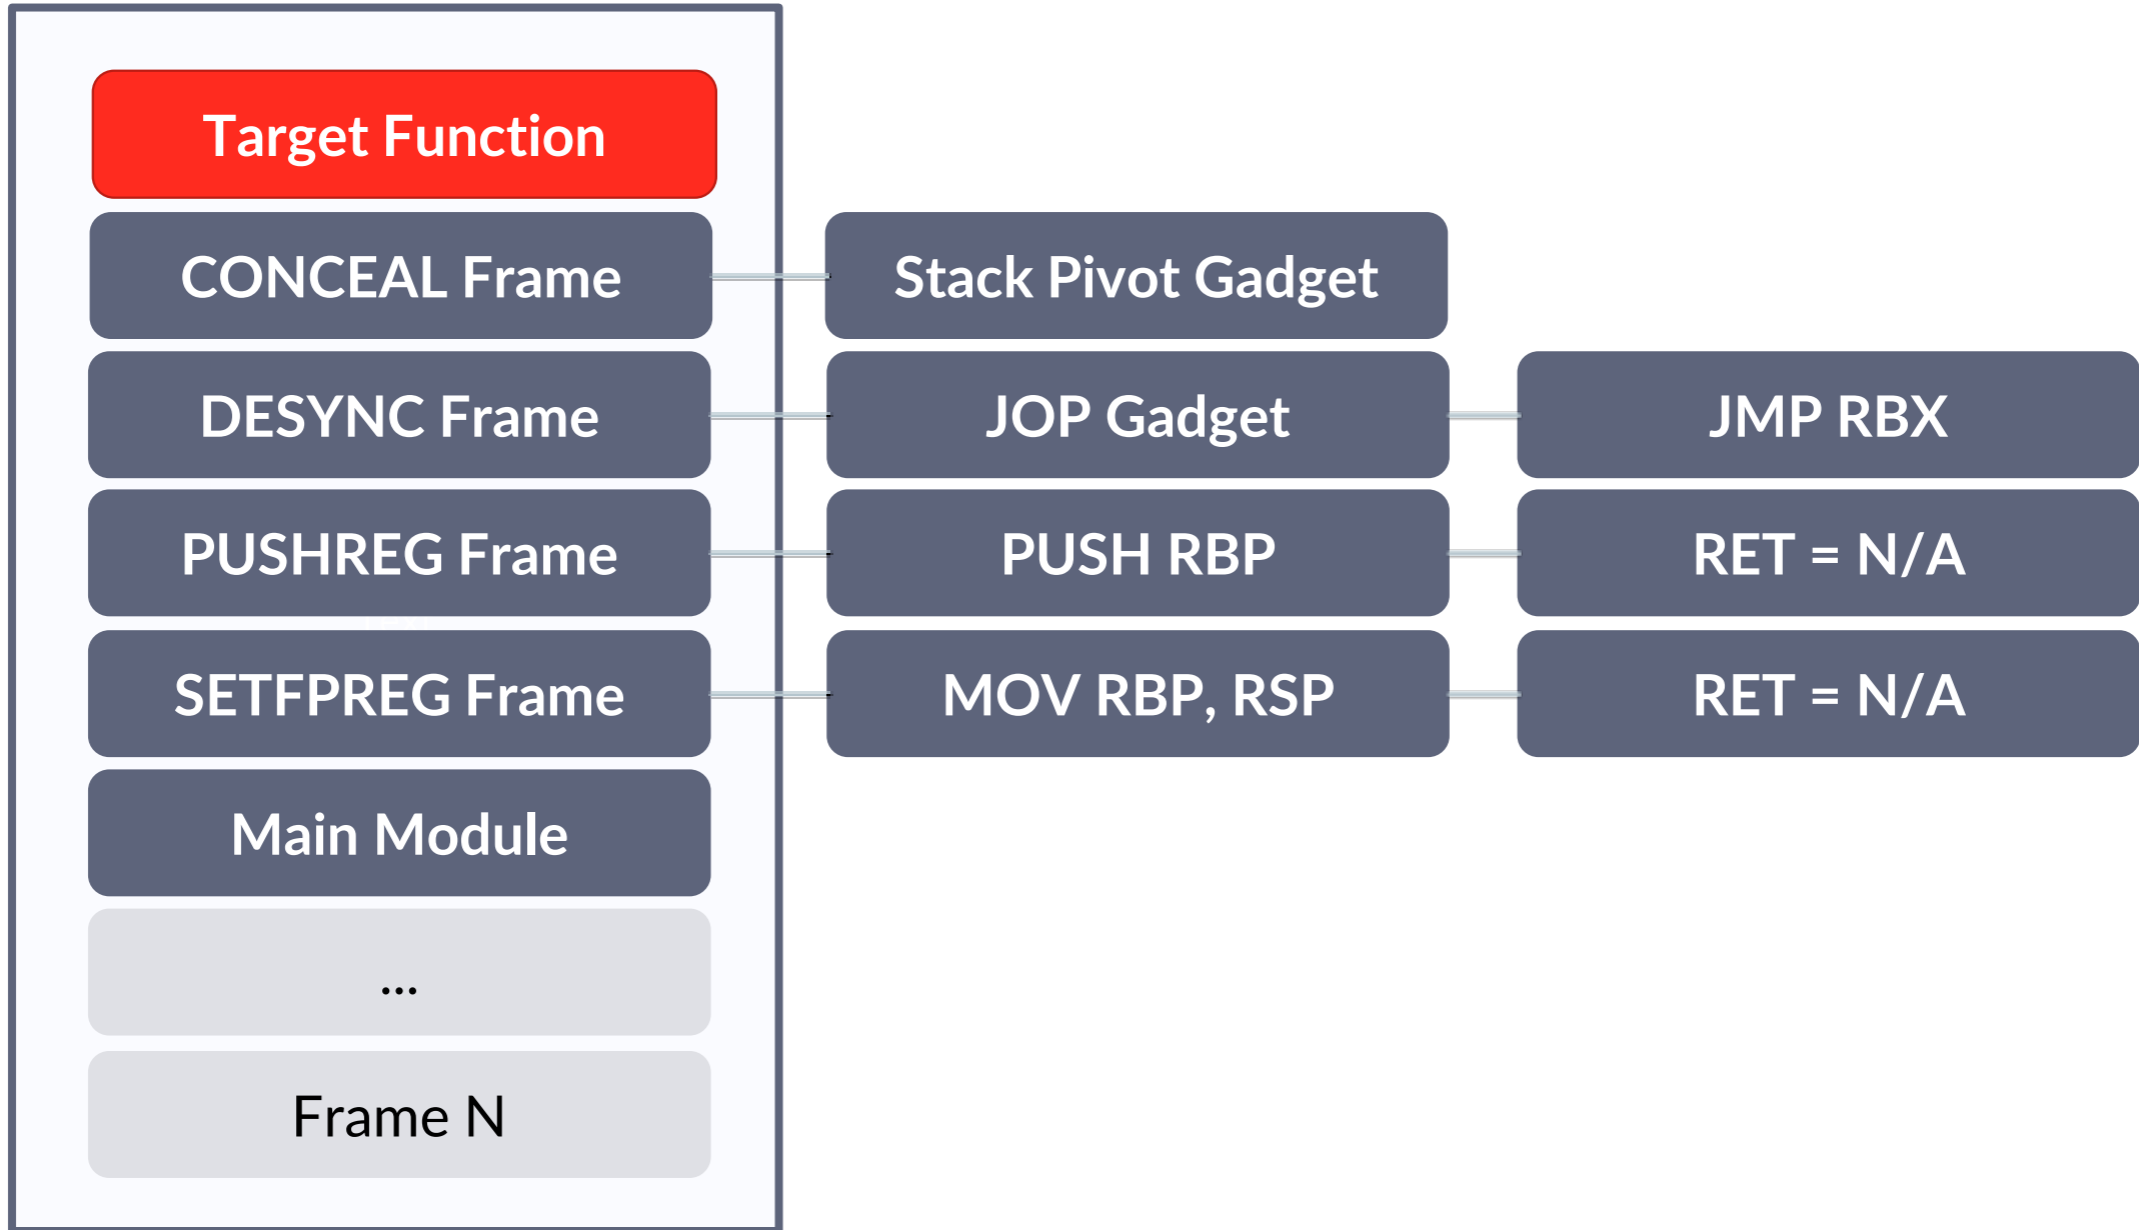 Target Function
CONCEAL Frame
Stack Pivot Gadget
DESYNC Frame
JOP Gadget
JMP RBX
PUSHREG Frame
PUSH RBP
RET = N/A
SETFPREG Frame
MOV RBP, RSP
RET = N/A
Main Module
...
Frame N